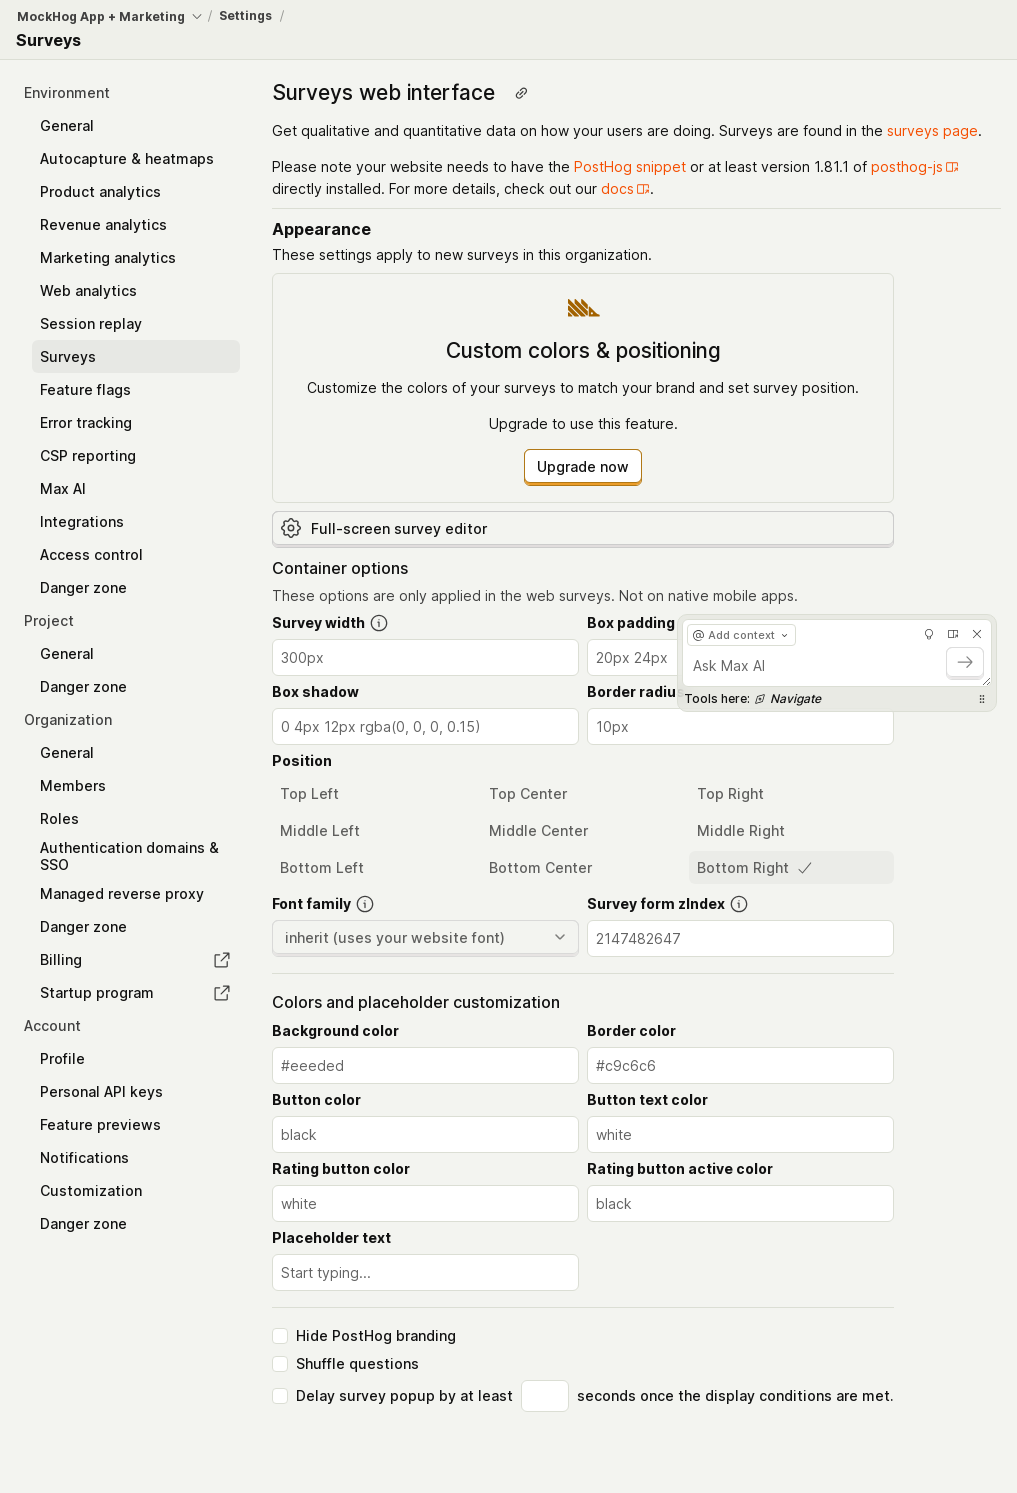 MockHog App + Marketing / Settings /
Surveys
Environment
General
Autocapture & heatmaps
Product analytics
Revenue analytics
Marketing analytics
Web analytics
Session replay
Surveys
Feature flags
Error tracking
CSP reporting
Max AI
Integrations
Access control
Danger zone
Project
General
Danger zone
Organization
General
Members
Roles
Authentication domains &
SSO
Managed reverse proxy
Danger zone
Billing
Startup program
Account
Profile
Personal API keys
Feature previews
Notifications
Customization
Danger zone
Surveys web interface
Get qualitative and quantitative data on how your users are doing. Surveys are found in the surveys page.
Please note your website needs to have the PostHog snippet or at least version 1.81.1 of posthog-js
directly installed. For more details, check out our docs.
Appearance
These settings apply to new surveys in this organization.
Custom colors & positioning
Customize the colors of your surveys to match your brand and set survey position.
Upgrade to use this feature.
Upgrade now
Full-screen survey editor
Container options
These options are only applied in the web surveys. Not on native mobile apps.
Survey width
300px
Box padding
20px 24px
Box shadow
0 4px 12px rgba(0, 0, 0, 0.15)
Border radius
10px
@ Add context
Ask Max AI
Tools here: Navigate
Position
Top Left Top Center Top Right
Middle Left Middle Center Middle Right
Bottom Left Bottom Center Bottom Right
Font family
inherit (uses your website font)
Survey form zIndex
2147482647
Colors and placeholder customization
Background color
#eeeded
Border color
#c9c6c6
Button color
black
Button text color
white
Rating button color
white
Rating button active color
black
Placeholder text
Start typing...
Hide PostHog branding
Shuffle questions
Delay survey popup by at least seconds once the display conditions are met.